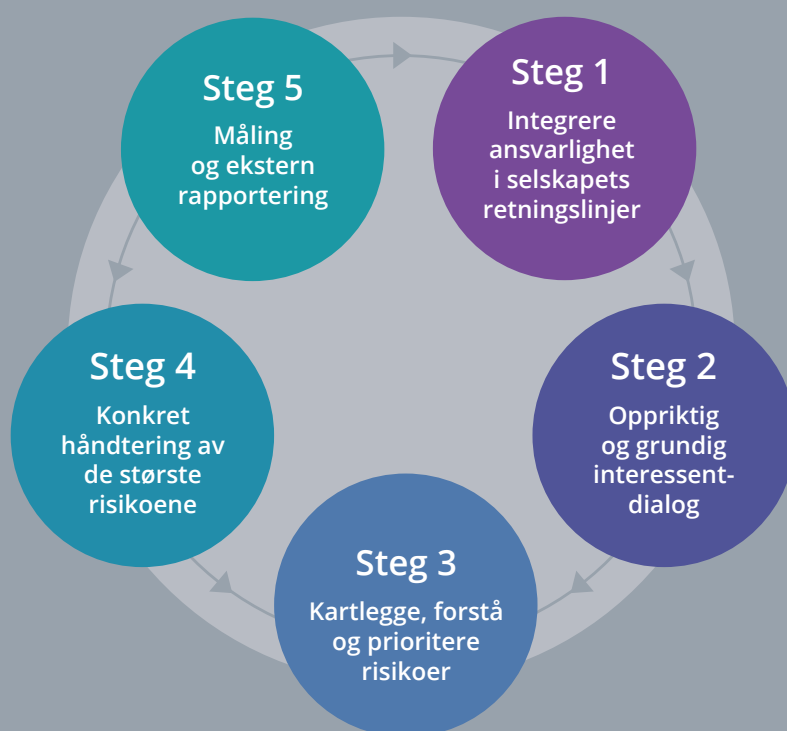 Steg 1
Integrere
ansvarlighet
i selskapets
retningslinjer
Steg 2
Oppriktig
og grundig
interessent-
dialog
Steg 3
Kartlegge, forstå
og prioritere
risikoer
Steg 4
Konkret
håndtering av
de største
risikoene
Steg 5
Måling
og ekstern
rapportering